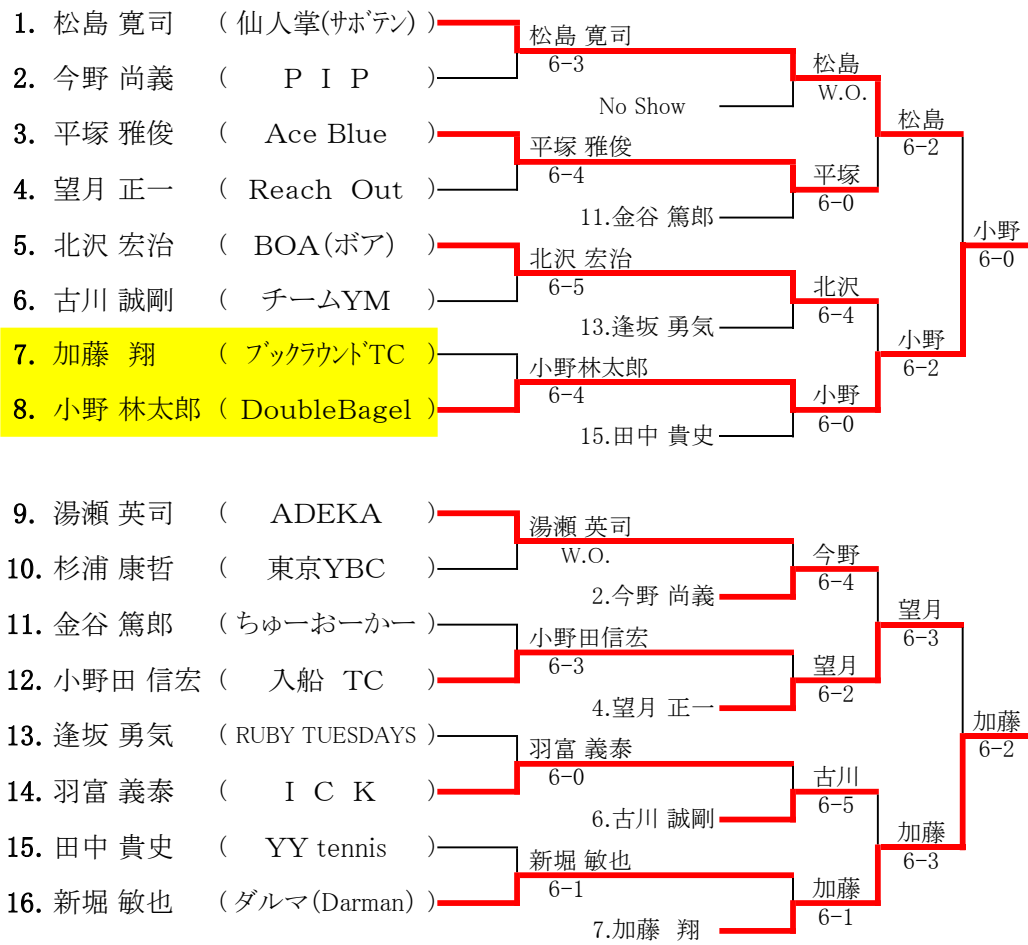 1. 松島 寛司 ( 仙人掌(サボテン) )
松島 寛司
6-3
2. 今野 尚義 ( P I P )
松島
W.O.
No Show
松島
6-2
3. 平塚 雅俊 ( Ace Blue )
平塚 雅俊
6-4
4. 望月 正一 ( Reach Out )
平塚
6-0
11.金谷 篤郎
小野
6-0
5. 北沢 宏治 ( BOA(ボア) )
北沢 宏治
6-5
6. 古川 誠剛 ( チームYM )
北沢
6-4
13.逢坂 勇気
小野
6-2
7. 加藤 翔 ( ブックラウンドTC )
小野林太郎
6-4
8. 小野 林太郎 ( DoubleBagel )
小野
6-0
15.田中 貴史
9. 湯瀬 英司 ( ADEKA )
湯瀬 英司
W.O.
10. 杉浦 康哲 ( 東京YBC )
今野
6-4
2.今野 尚義
望月
6-3
11. 金谷 篤郎 ( ちゅーおーかー )
小野田信宏
6-3
12. 小野田 信宏 ( 入船 TC )
望月
6-2
4.望月 正一
加藤
6-2
13. 逢坂 勇気 ( RUBY TUESDAYS )
羽富 義泰
6-0
14. 羽富 義泰 ( I C K )
古川
6-5
6.古川 誠剛
加藤
6-3
15. 田中 貴史 ( YY tennis )
新堀 敏也
6-1
16. 新堀 敏也 ( ダルマ(Darman) )
加藤
6-1
7.加藤 翔